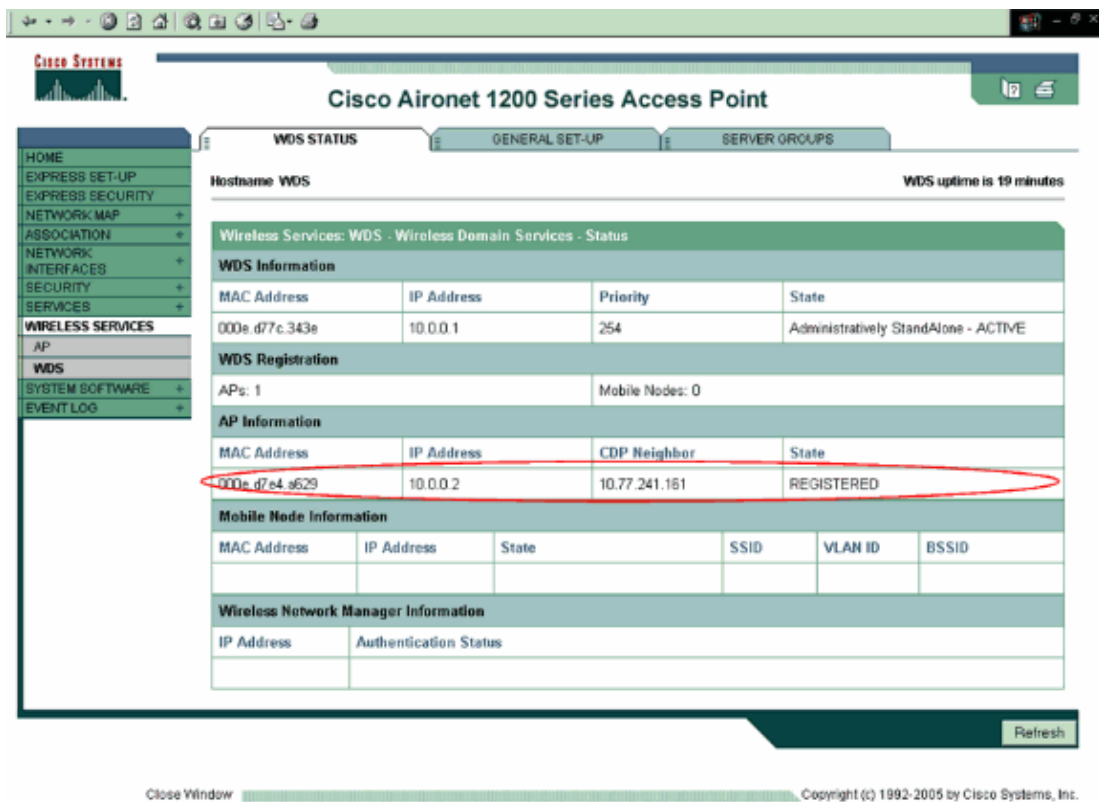 CISCO SYSTEMS
Cisco Aironet 1200 Series Access Point
WDS STATUS GENERAL SET-UP SERVER GROUPS
HOME
EXPRESS SET-UP
EXPRESS SECURITY
NETWORK MAP +
ASSOCIATION +
NETWORK INTERFACES +
SECURITY +
SERVICES +
WIRELESS SERVICES
AP
WDS
SYSTEM SOFTWARE +
EVENT LOG +
Hostname WDS WDS uptime is 19 minutes
Wireless Services: WDS - Wireless Domain Services - Status
WDS Information
MAC Address IP Address Priority State
000e.d77c.343e 10.0.0.1 254 Administratively StandAlone - ACTIVE
WDS Registration
APs: 1 Mobile Nodes: 0
AP Information
MAC Address IP Address CDP Neighbor State
000e.d7e4.a629 10.0.0.2 10.77.241.161 REGISTERED
Mobile Node Information
MAC Address IP Address State SSID VLAN ID BSSID
Wireless Network Manager Information
IP Address Authentication Status
Refresh
Close Window Copyright (c) 1992-2005 by Cisco Systems, Inc.